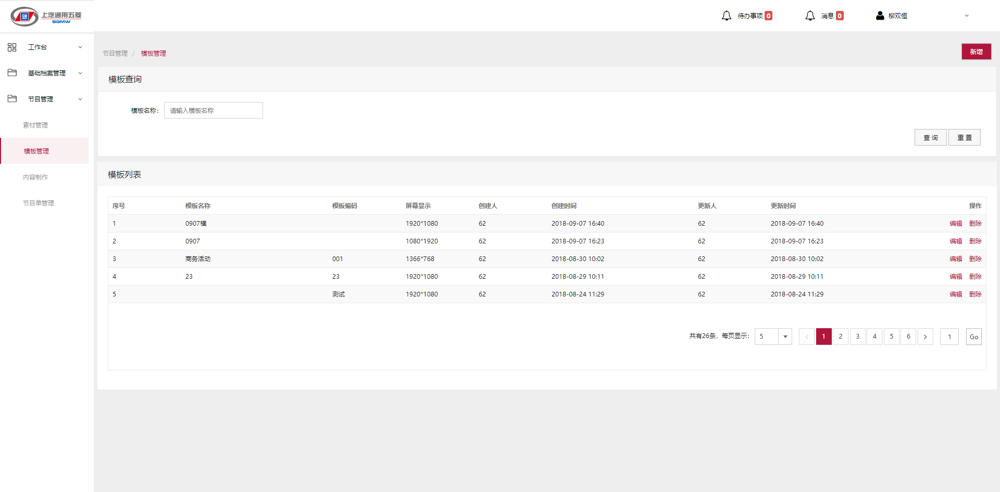 上汽通用五菱
SGMW
待办事项 0
消息 0
柳双恒
工作台
基础档案管理
节目管理
素材管理
模板管理
内容制作
节目单管理
节目管理 / 模板管理
新增
模板查询
模板名称： 请输入模板名称
查 询 重 置
模板列表
序号 模板名称 模板编码 屏幕显示 创建人 创建时间 更新人 更新时间 操作
1 0907横 1920*1080 62 2018-09-07 16:40 62 2018-09-07 16:40 编辑 删除
2 0907 1080*1920 62 2018-09-07 16:23 62 2018-09-07 16:23 编辑 删除
3 商务活动 001 1366*768 62 2018-08-30 10:02 62 2018-08-30 10:02 编辑 删除
4 23 23 1920*1080 62 2018-08-29 10:11 62 2018-08-29 10:11 编辑 删除
5 测试 1920*1080 62 2018-08-24 11:29 62 2018-08-24 11:29 编辑 删除
共有26条，每页显示： 5 < 1 2 3 4 5 6 > 1 Go